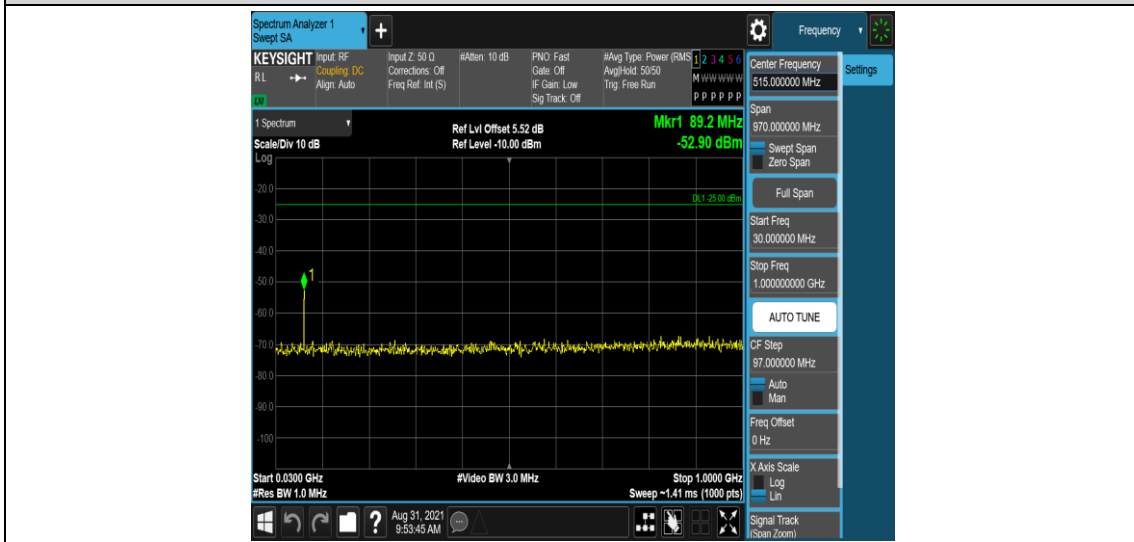 Spectrum Analyzer 1
Swept SA
+
Frequency
KEYSIGHT
RL
LXI
Input: RF
Coupling: DC
Align: Auto
Input Z: 50 Ω
Corrections: Off
Freq Ref: Int (S)
#Atten: 10 dB
PNO: Fast
Gate: Off
IF Gain: Low
Sig Track: Off
#Avg Type: Power (RMS
Avg|Hold: 50/50
Trig: Free Run
1 2 3 4 5 6
M W W W W W
P P P P P P
1 Spectrum
Scale/Div 10 dB
Log
Ref Lvl Offset 5.52 dB
Ref Level -10.00 dBm
Mkr1 89.2 MHz
-52.90 dBm
-20.0
DL1 -25.00 dBm
-30.0
-40.0
1
-50.0
-60.0
-70.0
-80.0
-90.0
-100
Start 0.0300 GHz
#Res BW 1.0 MHz
#Video BW 3.0 MHz
Stop 1.0000 GHz
Sweep ~1.41 ms (1000 pts)
?
Aug 31, 2021
9:53:45 AM
Center Frequency
515.000000 MHz
Settings
Span
970.000000 MHz
Swept Span
Zero Span
Full Span
Start Freq
30.000000 MHz
Stop Freq
1.000000000 GHz
AUTO TUNE
CF Step
97.000000 MHz
Auto
Man
Freq Offset
0 Hz
X Axis Scale
Log
Lin
Signal Track
(Span Zoom)